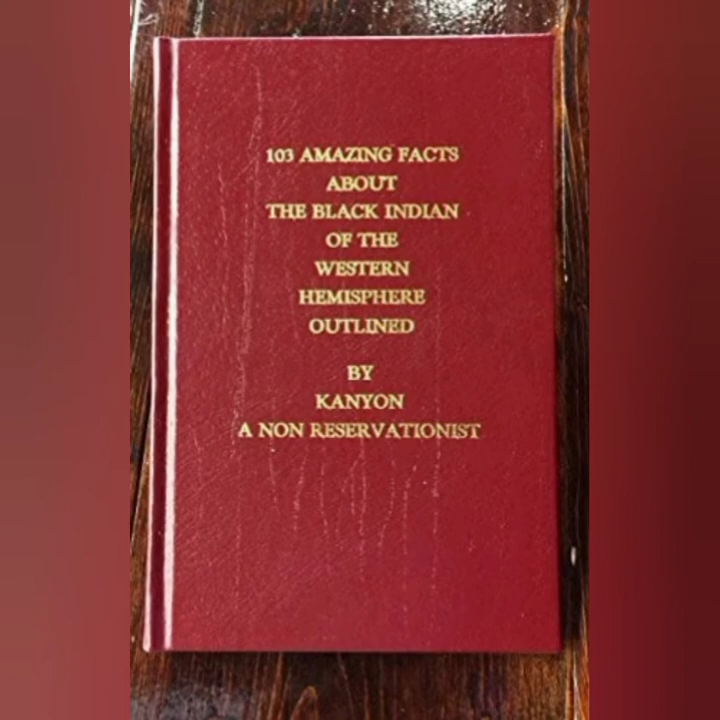 103 AMAZING FACTS
ABOUT
THE BLACK INDIAN
OF THE
WESTERN
HEMISPHERE
OUTLINED
BY
KANYON
A NON RESERVATIONIST